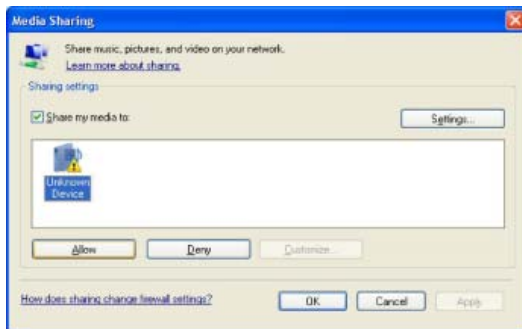 Media Sharing
Share music, pictures, and video on your network.
Learn more about sharing.
Sharing settings
Share my media to:
Settings...
Unknown
Device
Allow
Deny
Customize...
How does sharing change firewall settings?
OK
Cancel
Apply